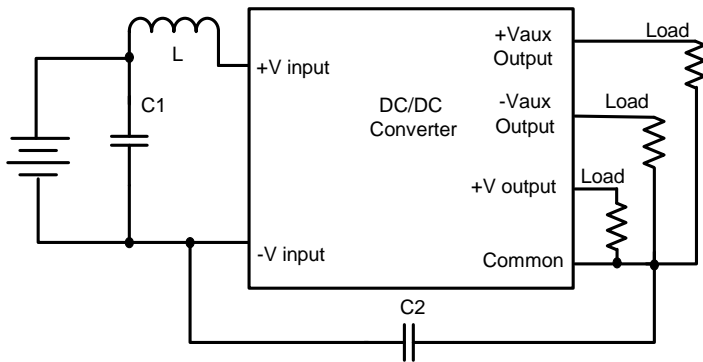 L
C1
+V input
-V input
DC/DC
Converter
+Vaux
Output
-Vaux
Output
+V output
Common
Load
Load
Load
C2